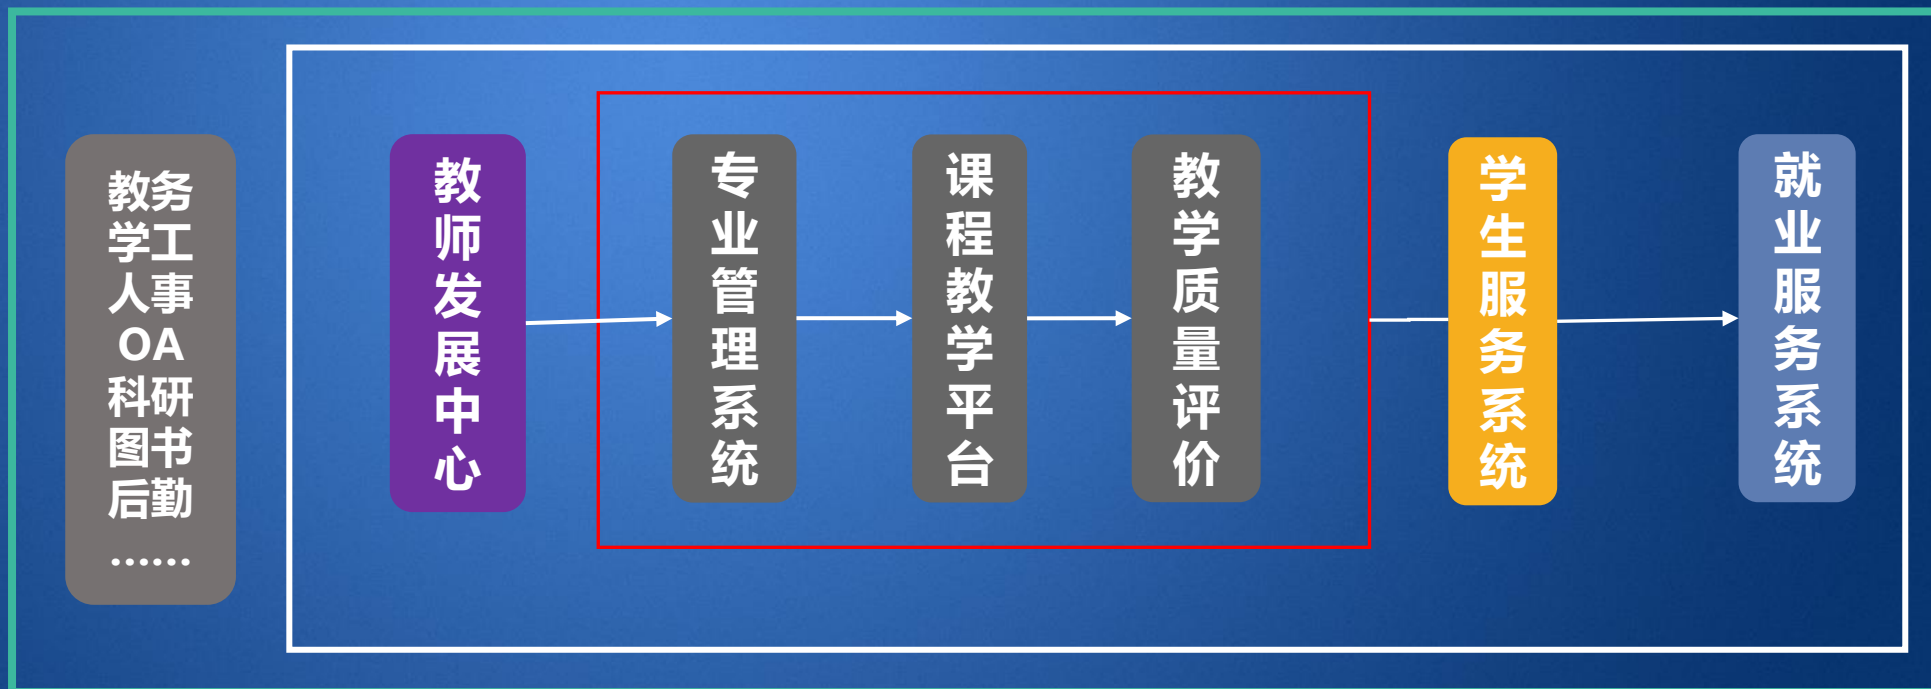 教务
学工
人事
OA
科研
图书
后勤
……
教师发展中心
专业管理系统
课程教学平台
教学质量评价
学生服务系统
就业服务系统